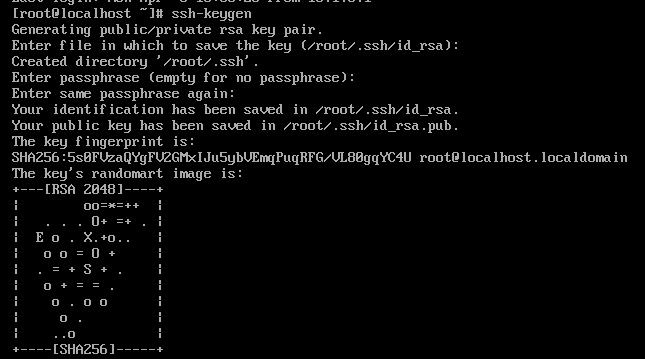 [root@localhost ~]# ssh-keygen
Generating public/private rsa key pair.
Enter file in which to save the key (/root/.ssh/id_rsa):
Created directory '/root/.ssh'.
Enter passphrase (empty for no passphrase):
Enter same passphrase again:
Your identification has been saved in /root/.ssh/id_rsa.
Your public key has been saved in /root/.ssh/id_rsa.pub.
The key fingerprint is:
SHA256:5s0FVzaQYgFV2GMxIJu5ybVEmqPuqRFG/VL80gqYC4U root@localhost.localdomain
The key's randomart image is:
+---[RSA 2048]----+
|        oo=*=++  |
|   . . . O+ =+ . |
|  E o . X.+o..   |
|   o o = O +     |
|  . = + S + .    |
|   o + = = .     |
|    o . o o      |
|     o .         |
|    ..o          |
+----[SHA256]-----+